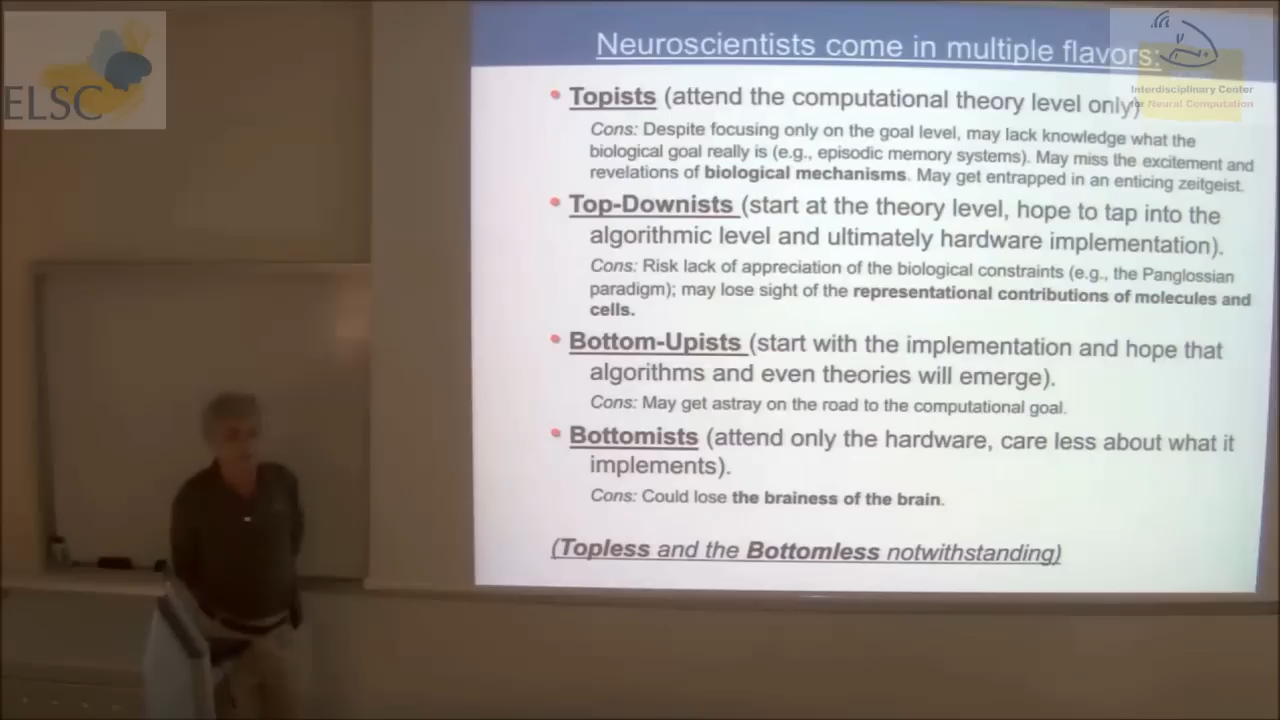 ELSC
Neuroscientists come in multiple flavors:
Interdisciplinary Center
for Neural Computation
• Topists (attend the computational theory level only)
Cons: Despite focusing only on the goal level, may lack knowledge what the
biological goal really is (e.g., episodic memory systems). May miss the excitement and
revelations of biological mechanisms. May get entrapped in an enticing zeitgeist.
• Top-Downists (start at the theory level, hope to tap into the
algorithmic level and ultimately hardware implementation).
Cons: Risk lack of appreciation of the biological constraints (e.g., the Panglossian
paradigm); may lose sight of the representational contributions of molecules and
cells.
• Bottom-Upists (start with the implementation and hope that
algorithms and even theories will emerge).
Cons: May get astray on the road to the computational goal.
• Bottomists (attend only the hardware, care less about what it
implements).
Cons: Could lose the brainess of the brain.
(Topless and the Bottomless notwithstanding)